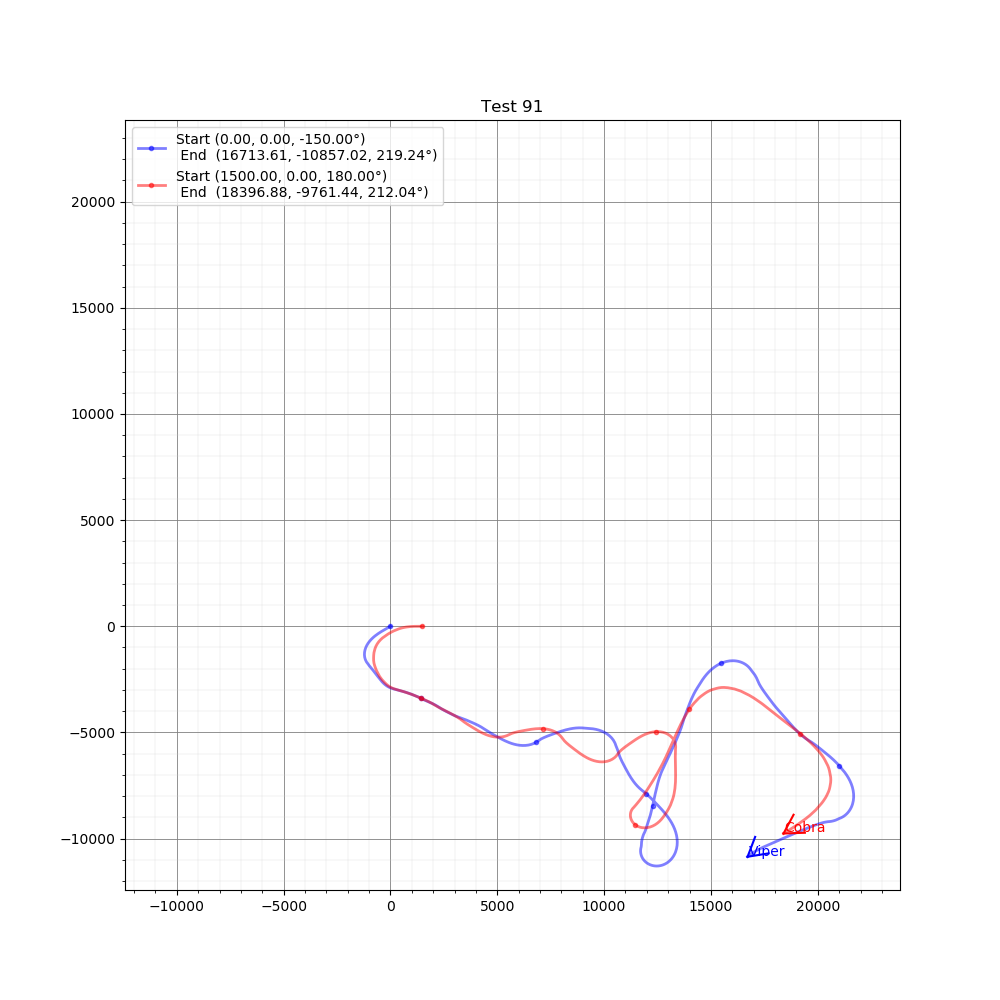 Test 91
Start (0.00, 0.00, -150.00°)
End  (16713.61, -10857.02, 219.24°)
Start (1500.00, 0.00, 180.00°)
End  (18396.88, -9761.44, 212.04°)
20000
15000
10000
5000
0
−5000
−10000
Cobra
Viper
−10000 −5000 0 5000 10000 15000 20000